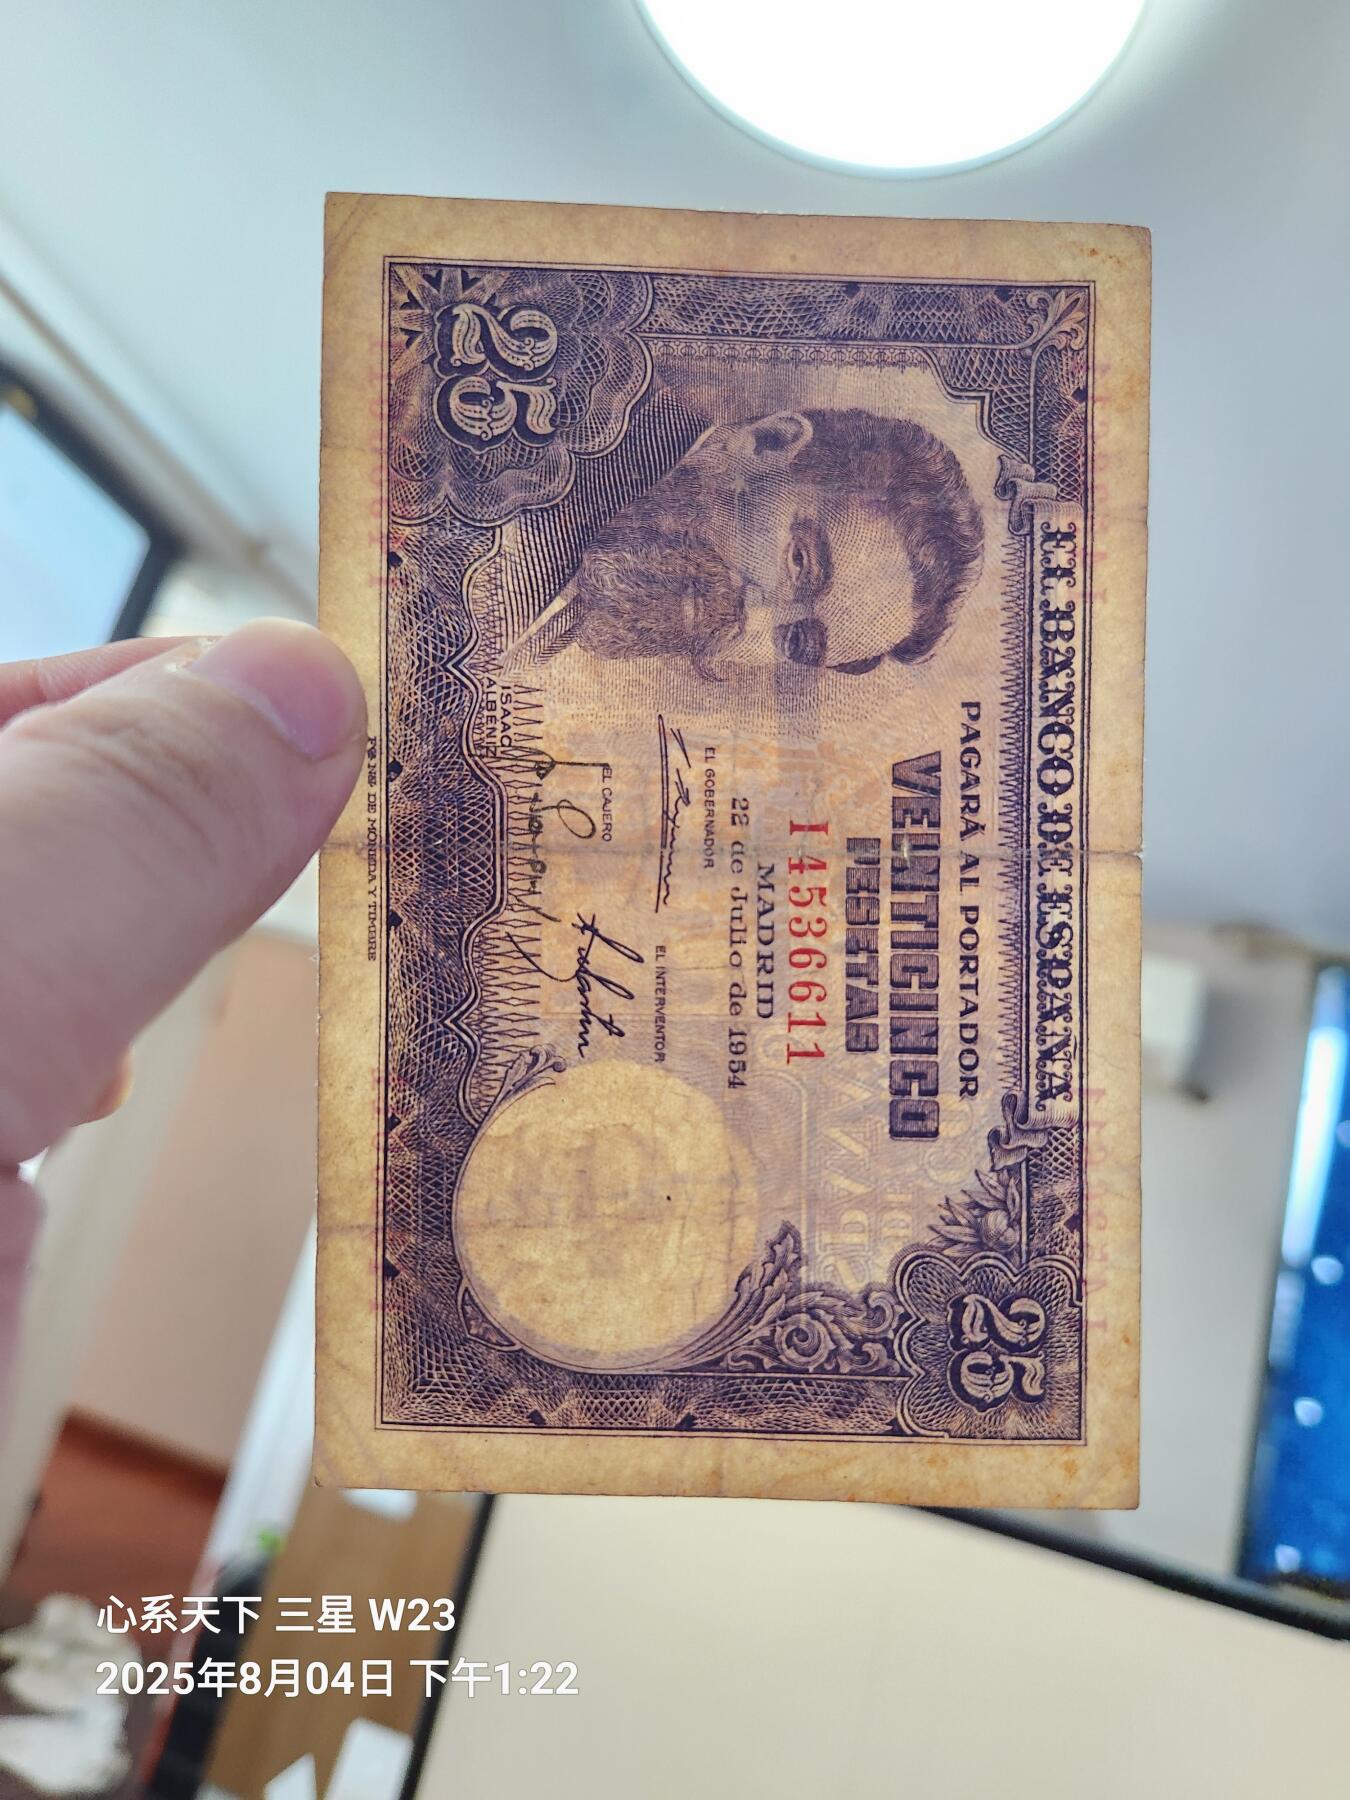 EL BANCO DE ESPAÑA
PAGARÁ AL PORTADOR
VEINTICINCO
PESETAS
I4536611
MADRID
22 de Julio de 1954
EL GOBERNADOR
EL INTERVENTOR
EL CAJERO
ISAAC
ALBENIZ
25
25
DE MONEDA Y TIMBRE
心系天下 三星 W23
2025年8月04日 下午1:22